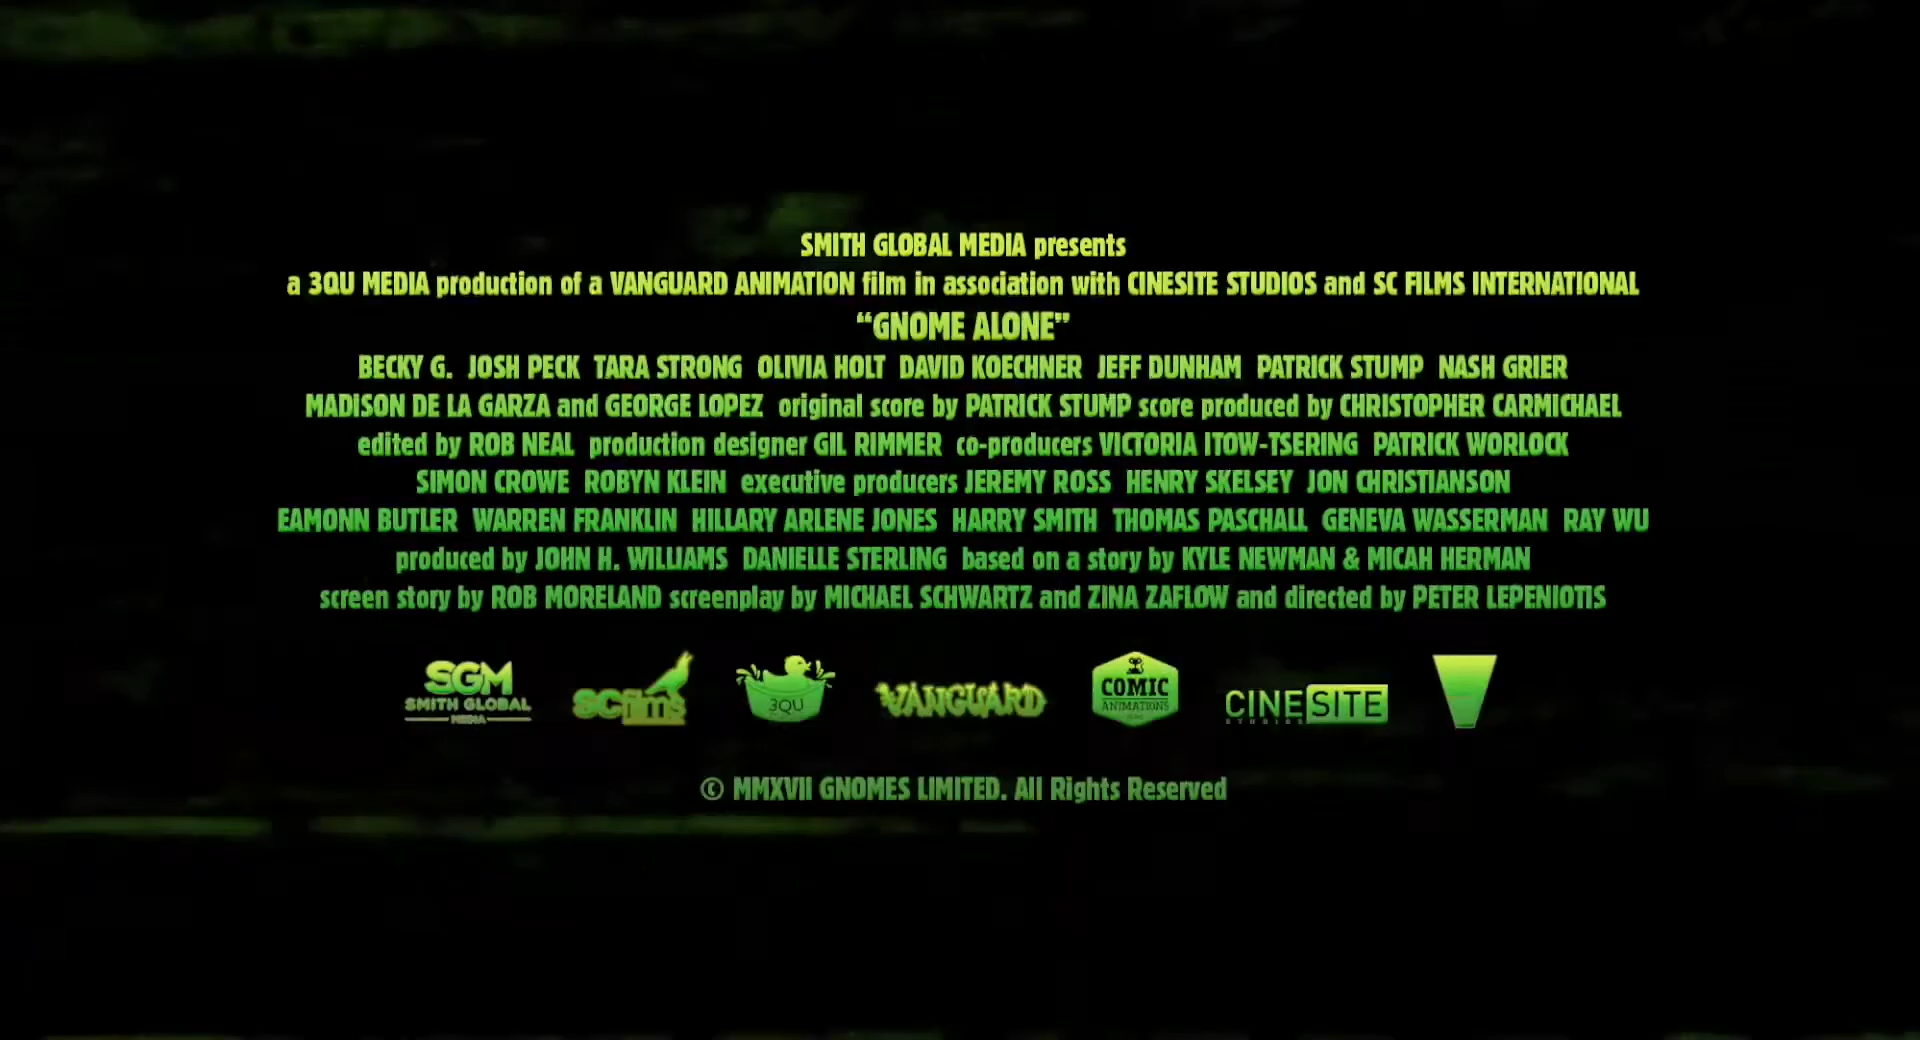 SMITH GLOBAL MEDIA presents
a 3QU MEDIA production of a VANGUARD ANIMATION film in association with CINESITE STUDIOS and SC FILMS INTERNATIONAL
“GNOME ALONE”
BECKY G. JOSH PECK TARA STRONG OLIVIA HOLT DAVID KOECHNER JEFF DUNHAM PATRICK STUMP NASH GRIER
MADISON DE LA GARZA and GEORGE LOPEZ original score by PATRICK STUMP score produced by CHRISTOPHER CARMICHAEL
edited by ROB NEAL production designer GIL RIMMER co-producers VICTORIA ITOW-TSERING PATRICK WORLOCK
SIMON CROWE ROBYN KLEIN executive producers JEREMY ROSS HENRY SKELSEY JON CHRISTIANSON
EAMONN BUTLER WARREN FRANKLIN HILLARY ARLENE JONES HARRY SMITH THOMAS PASCHALL GENEVA WASSERMAN RAY WU
produced by JOHN H. WILLIAMS DANIELLE STERLING based on a story by KYLE NEWMAN & MICAH HERMAN
screen story by ROB MORELAND screenplay by MICHAEL SCHWARTZ and ZINA ZAFLOW and directed by PETER LEPENIOTIS
SGM
SMITH GLOBAL
MEDIA
SC films
3QU
VANGUARD
COMIC
ANIMATIONS
CINESITE
STUDIOS
© MMXVII GNOMES LIMITED. All Rights Reserved